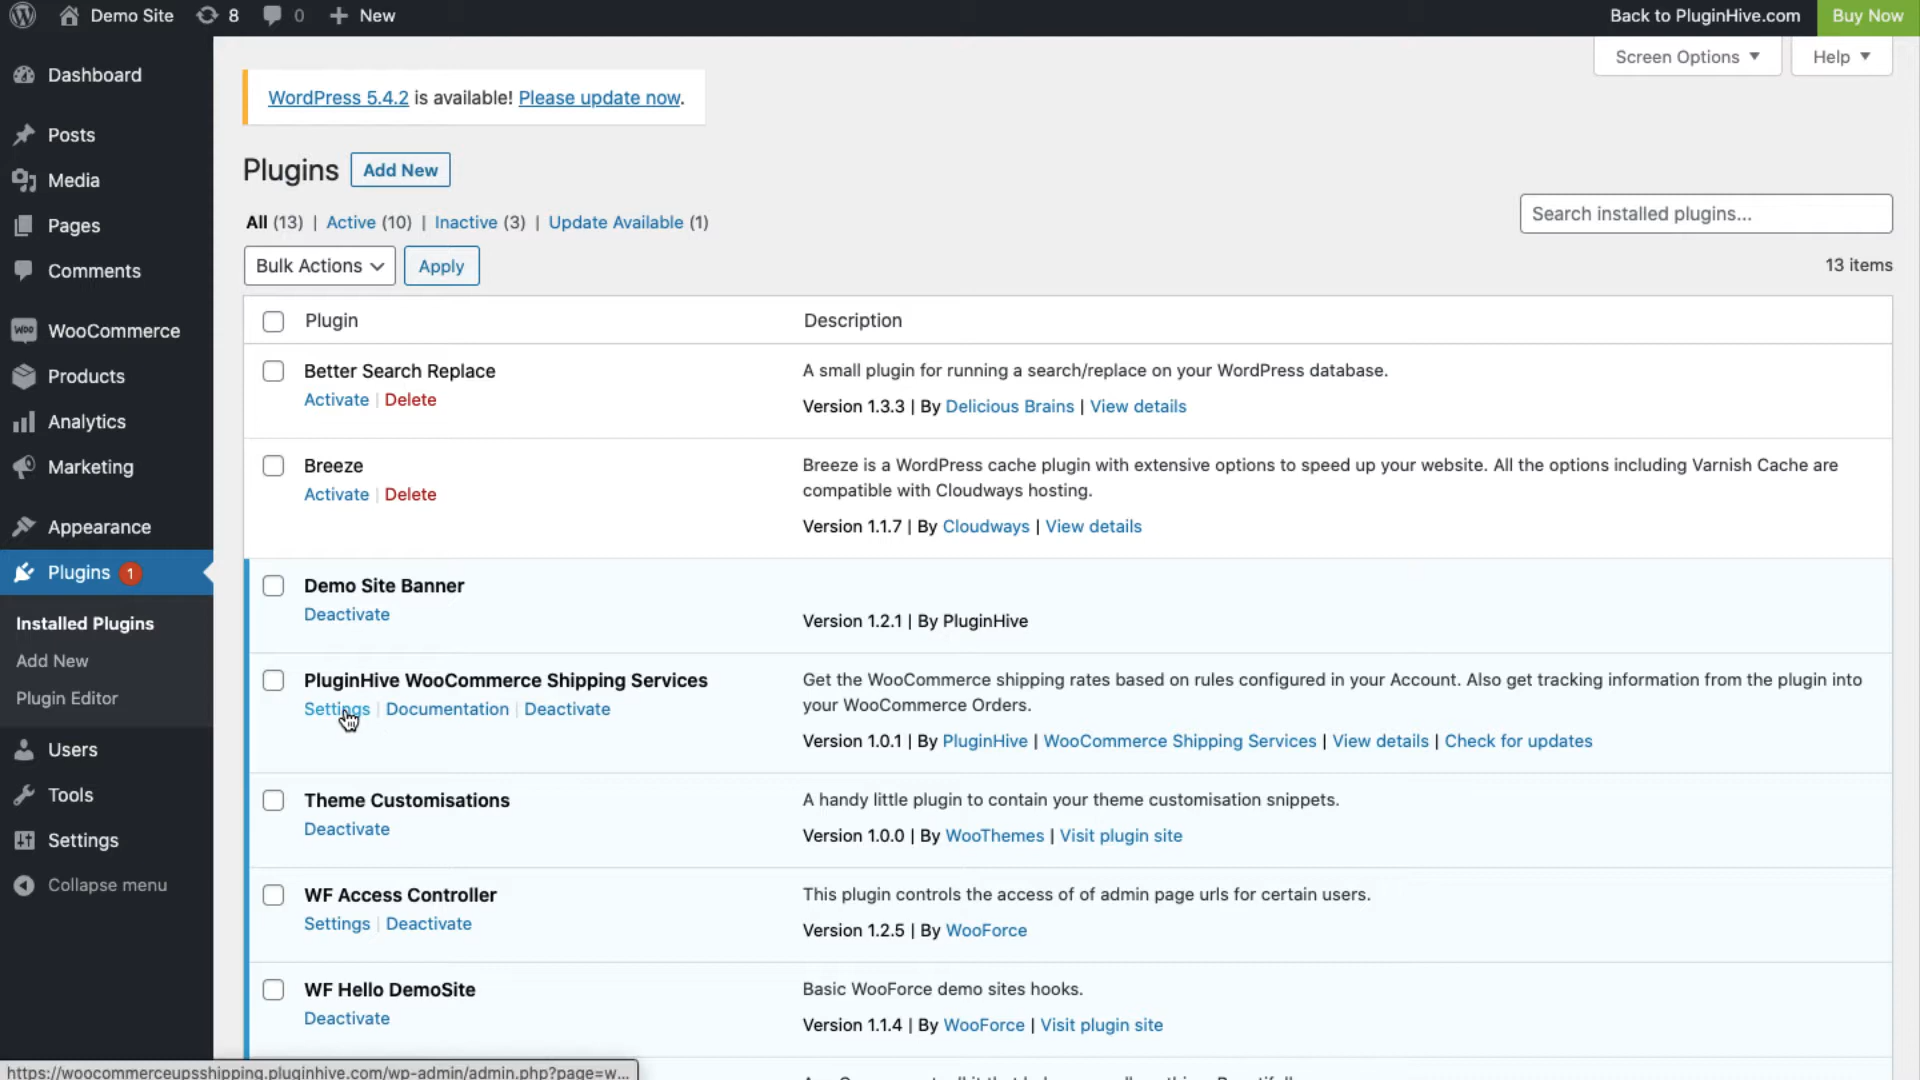 Demo Site 8 0 + New Back to PluginHive.com Buy Now
Screen Options ▼ Help ▼
Dashboard
Posts
Media
Pages
Comments
WooCommerce
Products
Analytics
Marketing
Appearance
Plugins 1
Installed Plugins
Add New
Plugin Editor
Users
Tools
Settings
Collapse menu
WordPress 5.4.2 is available! Please update now.
Plugins Add New
All (13) | Active (10) | Inactive (3) | Update Available (1)
Search installed plugins...
Bulk Actions Apply
13 items
Plugin Description
Better Search Replace
Activate | Delete
A small plugin for running a search/replace on your WordPress database.
Version 1.3.3 | By Delicious Brains | View details
Breeze
Activate | Delete
Breeze is a WordPress cache plugin with extensive options to speed up your website. All the options including Varnish Cache are
compatible with Cloudways hosting.
Version 1.1.7 | By Cloudways | View details
Demo Site Banner
Deactivate
Version 1.2.1 | By PluginHive
PluginHive WooCommerce Shipping Services
Settings | Documentation | Deactivate
Get the WooCommerce shipping rates based on rules configured in your Account. Also get tracking information from the plugin into
your WooCommerce Orders.
Version 1.0.1 | By PluginHive | WooCommerce Shipping Services | View details | Check for updates
Theme Customisations
Deactivate
A handy little plugin to contain your theme customisation snippets.
Version 1.0.0 | By WooThemes | Visit plugin site
WF Access Controller
Settings | Deactivate
This plugin controls the access of of admin page urls for certain users.
Version 1.2.5 | By WooForce
WF Hello DemoSite
Deactivate
Basic WooForce demo sites hooks.
Version 1.1.4 | By WooForce | Visit plugin site
https://woocommerceupsshipping.pluginhive.com/wp-admin/admin.php?page=w...